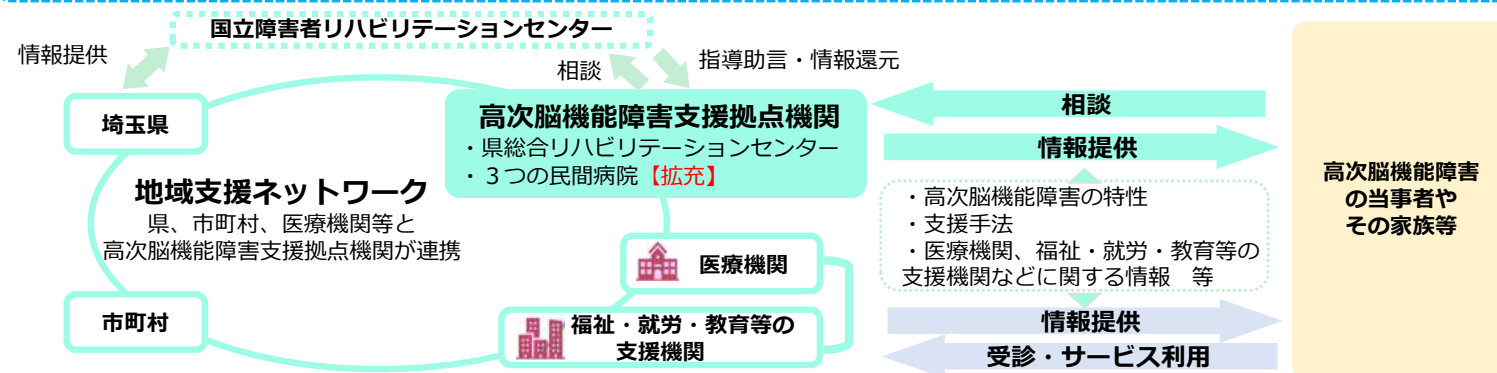 国立障害者リハビリテーションセンター
情報提供
相談
指導助言・情報還元
埼玉県
高次脳機能障害支援拠点機関
・県総合リハビリテーションセンター
・３つの民間病院【拡充】
地域支援ネットワーク
県、市町村、医療機関等と
高次脳機能障害支援拠点機関が連携
医療機関
市町村
福祉・就労・教育等の
支援機関
相談
情報提供
・高次脳機能障害の特性
・支援手法
・医療機関、福祉・就労・教育等の
支援機関などに関する情報　等
情報提供
受診・サービス利用
高次脳機能障害
の当事者や
その家族等